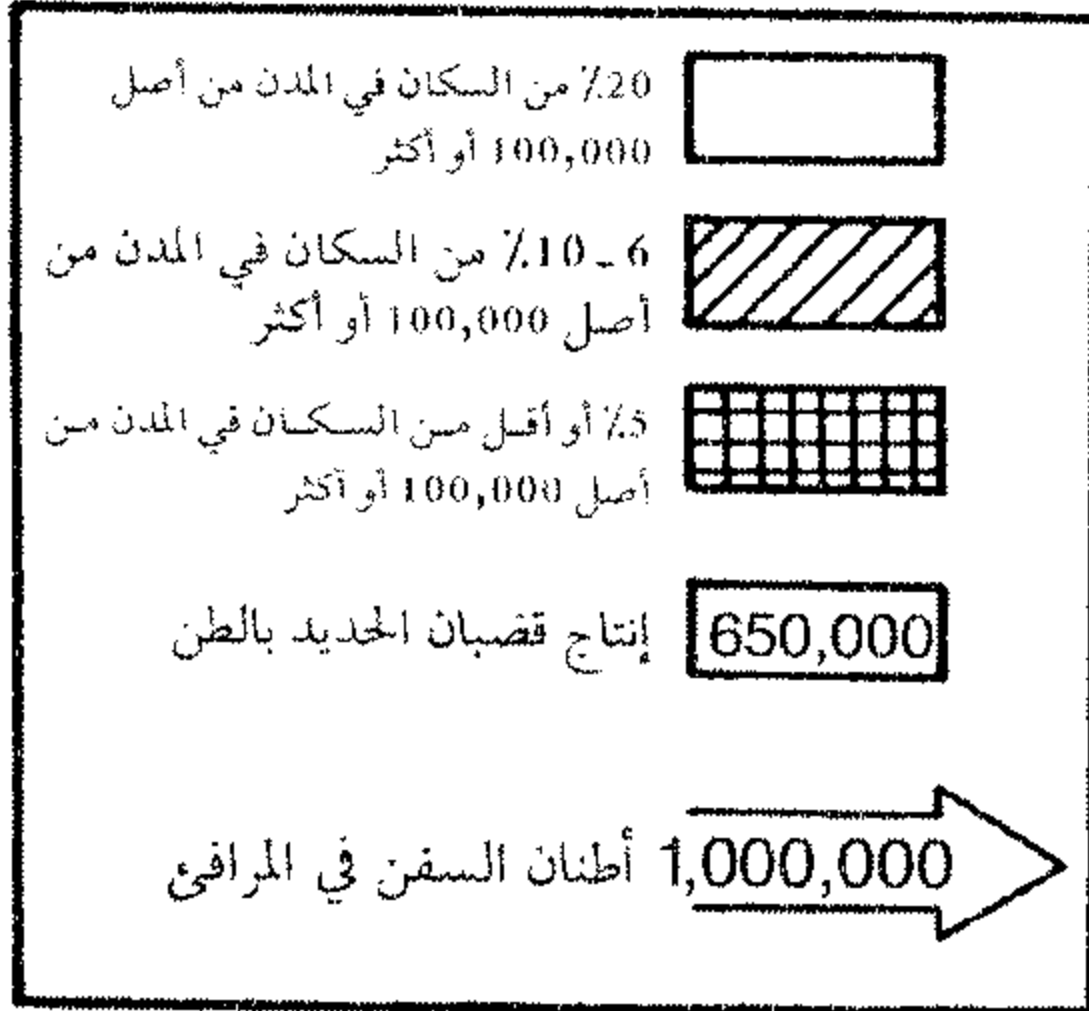 20٪ من السكان في المدن من أصل
100,000 أو أكثر
6 ـ 10٪ من السكان في المدن من
أصل 100,000 أو أكثر
5٪ أو أقل من السكان في المدن من
أصل 100,000 أو أكثر
650,000 إنتاج قضبان الحديد بالطن
1,000,000 أطنان السفن في المرافئ